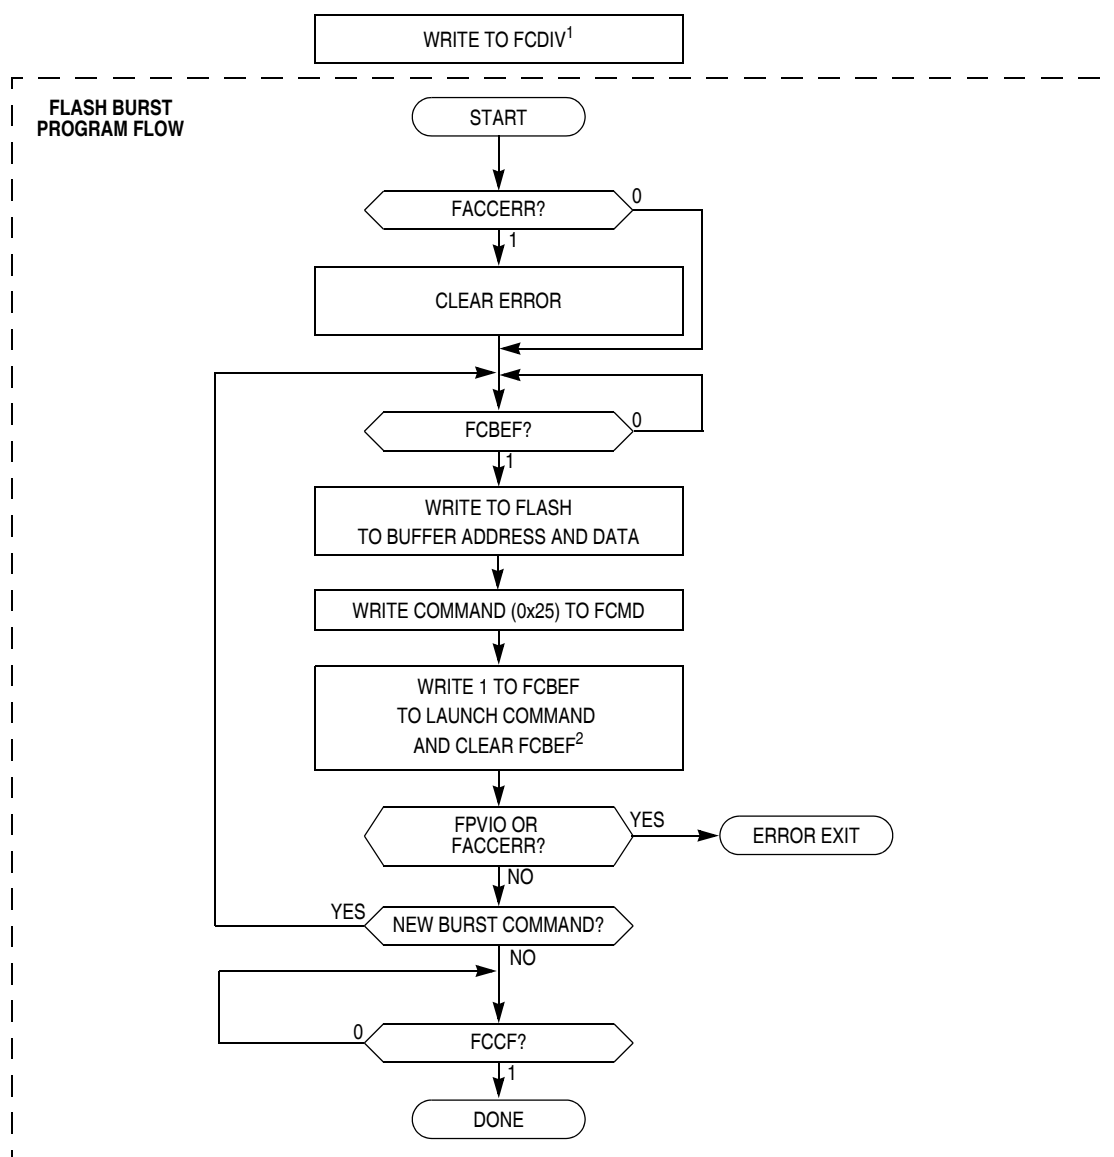 WRITE TO FCDIV1
FLASH BURST
PROGRAM FLOW
START
FACCERR?
0
1
CLEAR ERROR
FCBEF?
0
1
WRITE TO FLASH
TO BUFFER ADDRESS AND DATA
WRITE COMMAND (0x25) TO FCMD
WRITE 1 TO FCBEF
TO LAUNCH COMMAND
AND CLEAR FCBEF2
FPVIO OR
FACCERR?
YES
ERROR EXIT
NO
YES
NEW BURST COMMAND?
NO
0
FCCF?
1
DONE